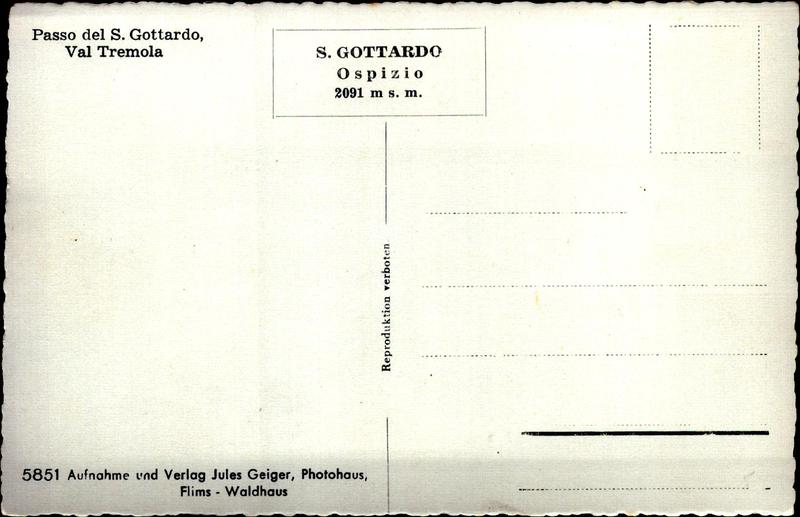 Passo del S. Gottardo,
Val Tremola
S. GOTTARDO
Ospizio
2091 m s. m.
Reproduktion verboten
5851 Aufnahme und Verlag Jules Geiger, Photohaus,
Flims - Waldhaus